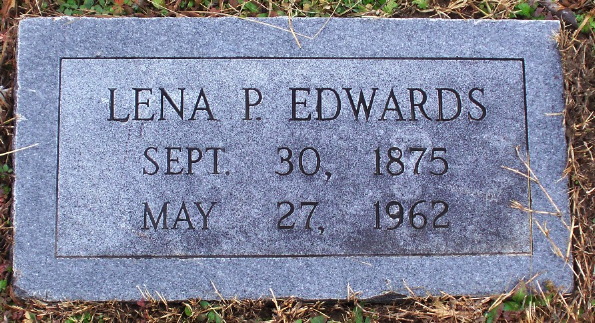 LENA P. EDWARDS
SEPT. 30, 1875
MAY 27, 1962